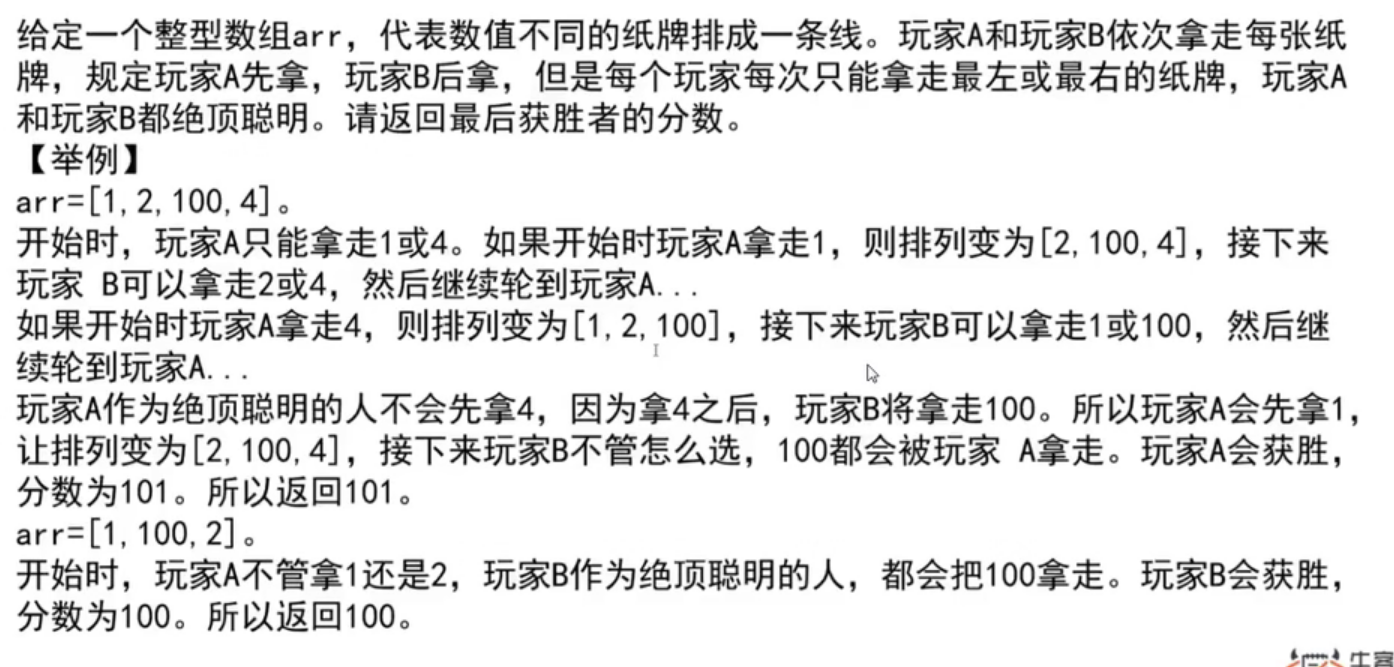 给定一个整型数组arr，代表数值不同的纸牌排成一条线。玩家A和玩家B依次拿走每张纸
牌，规定玩家A先拿，玩家B后拿，但是每个玩家每次只能拿走最左或最右的纸牌，玩家A
和玩家B都绝顶聪明。请返回最后获胜者的分数。
【举例】
arr=[1,2,100,4]。
开始时，玩家A只能拿走1或4。如果开始时玩家A拿走1，则排列变为[2,100,4]，接下来
玩家 B可以拿走2或4，然后继续轮到玩家A...
如果开始时玩家A拿走4，则排列变为[1,2,100]，接下来玩家B可以拿走1或100，然后继
续轮到玩家A...
玩家A作为绝顶聪明的人不会先拿4，因为拿4之后，玩家B将拿走100。所以玩家A会先拿1，
让排列变为[2,100,4]，接下来玩家B不管怎么选，100都会被玩家 A拿走。玩家A会获胜，
分数为101。所以返回101。
arr=[1,100,2]。
开始时，玩家A不管拿1还是2，玩家B作为绝顶聪明的人，都会把100拿走。玩家B会获胜，
分数为100。所以返回100。